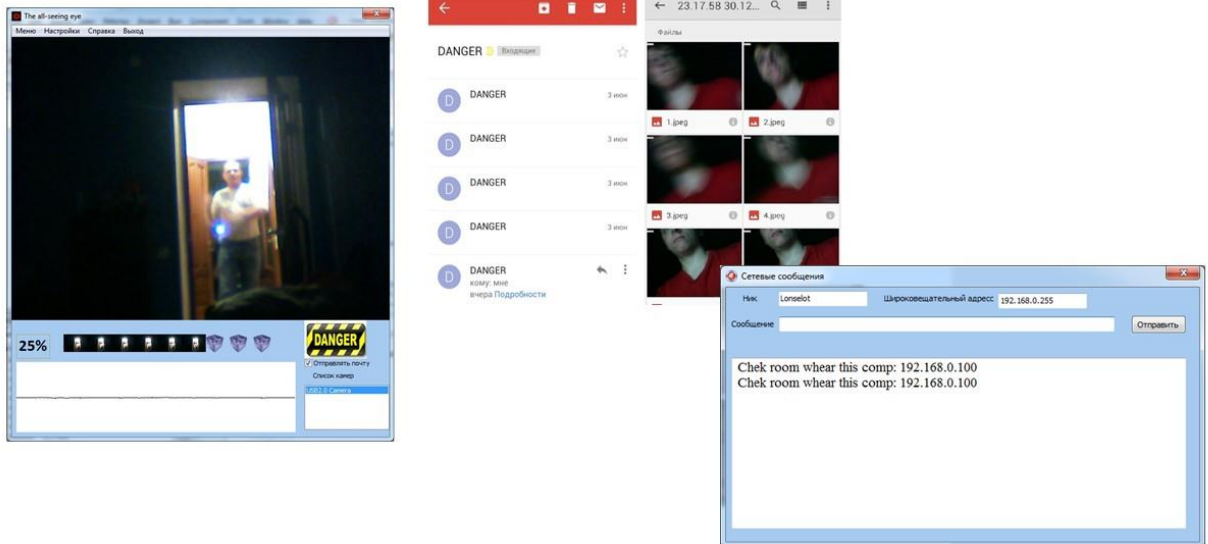 The all-seeing eye
Меню Настройки Справка Выход
25%
DANGER
Отправлять почту
Список камер
USB2.0 Camera
DANGER Входящие
D DANGER 3 июн
D DANGER 3 июн
D DANGER 3 июн
D DANGER 3 июн
D DANGER
кому: мне
вчера Подробности
23.17.58 30.12...
Файлы
1.jpeg 2.jpeg
3.jpeg 4.jpeg
Сетевые сообщения
Ник Lonselot Широковещательный адресс 192.168.0.255
Сообщение Отправить
Chek room whear this comp: 192.168.0.100
Chek room whear this comp: 192.168.0.100